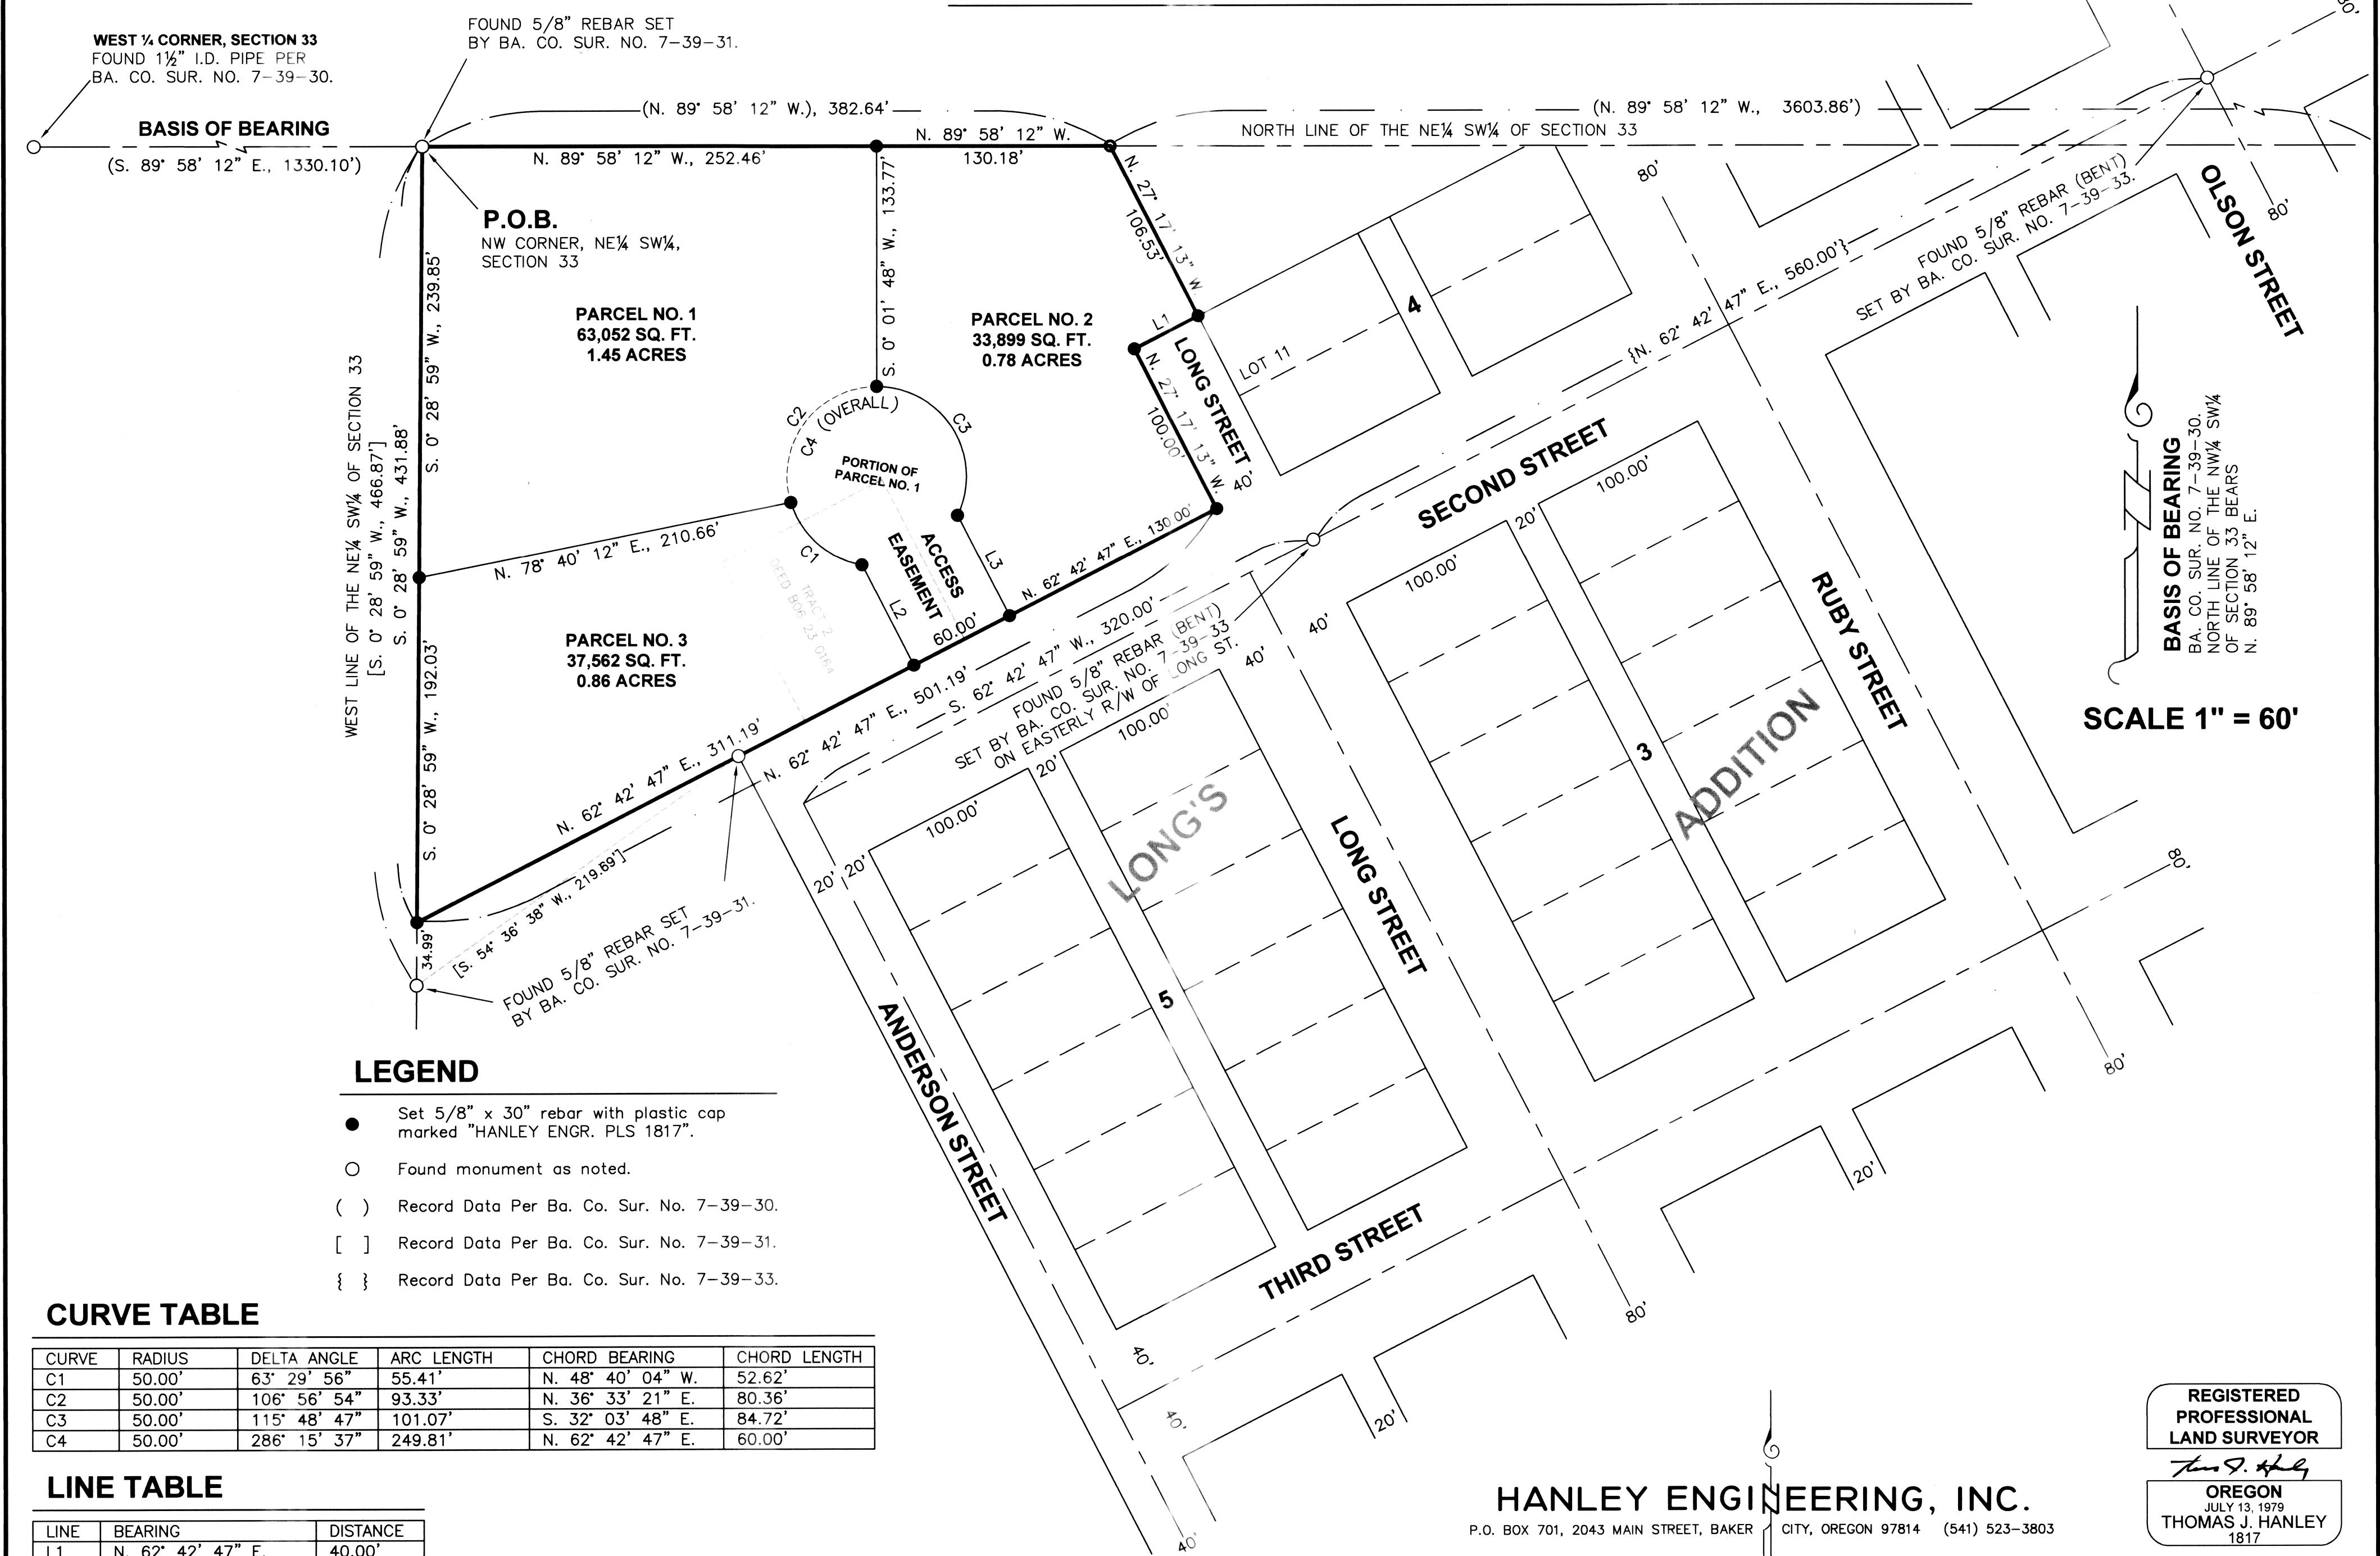 WEST ¼ CORNER, SECTION 33
FOUND 1½" I.D. PIPE PER
BA. CO. SUR. NO. 7-39-30.
FOUND 5/8" REBAR SET
BY BA. CO. SUR. NO. 7-39-31.
BASIS OF BEARING
(S. 89° 58' 12" E., 1330.10')
(N. 89° 58' 12" W.), 382.64'
N. 89° 58' 12" W., 252.46'
N. 89° 58' 12" W.
130.18'
(N. 89° 58' 12" W., 3603.86')
NORTH LINE OF THE NE¼ SW¼ OF SECTION 33
P.O.B.
NW CORNER, NE¼ SW¼,
SECTION 33
S. 0° 01' 48" W., 133.77'
N. 27° 17' 13" W.
106.53'
80'
80'
80'
OLSON STREET
FOUND 5/8" REBAR (BENT)
SET BY BA. CO. SUR. NO. 7-39-33.
{N. 62° 42' 47" E., 560.00'}
PARCEL NO. 1
63,052 SQ. FT.
1.45 ACRES
PARCEL NO. 2
33,899 SQ. FT.
0.78 ACRES
L1
LONG STREET
40'
N. 27° 17' 13" W.
100.00'
LOT 11
4
WEST LINE OF THE NE¼ SW¼ OF SECTION 33
[S. 0° 28' 59" W., 466.87']
S. 0° 28' 59" W., 431.88'
S. 0° 28' 59" W., 239.85'
S. 0° 28' 59" W., 192.03'
C2
C4 (OVERALL)
C3
PORTION OF
PARCEL NO. 1
C1
ACCESS
EASEMENT
L2
L3
60.00'
N. 78° 40' 12" E., 210.66'
N. 62° 42' 47" E., 130.00'
TRACT 2
PARCEL NO. 3
37,562 SQ. FT.
0.86 ACRES
N. 62° 42' 47" E., 311.19'
N. 62° 42' 47" E., 501.19'
S. 62° 42' 47" W., 320.00'
FOUND 5/8" REBAR (BENT)
SET BY BA. CO. SUR. NO. 7-39-33
ON EASTERLY R/W OF LONG ST.
[S. 54° 36' 38" W., 219.69']
34.99'
FOUND 5/8" REBAR SET
BY BA. CO. SUR. NO. 7-39-31.
SECOND STREET
100.00'
20'
100.00'
40'
40'
100.00'
20'
100.00'
20'
20'
RUBY STREET
LONG STREET
ANDERSON STREET
THIRD STREET
LONG'S
ADDITION
3
5
80'
80'
80'
20'
20'
40'
40'
40'
BASIS OF BEARING
BA. CO. SUR. NO. 7-39-30.
NORTH LINE OF THE NW¼ SW¼
OF SECTION 33 BEARS
N. 89° 58' 12" E.
SCALE 1" = 60'
LEGEND
Set 5/8" x 30" rebar with plastic cap
marked "HANLEY ENGR. PLS 1817".
Found monument as noted.
( ) Record Data Per Ba. Co. Sur. No. 7-39-30.
[ ] Record Data Per Ba. Co. Sur. No. 7-39-31.
{ } Record Data Per Ba. Co. Sur. No. 7-39-33.
CURVE TABLE
CURVE RADIUS DELTA ANGLE ARC LENGTH CHORD BEARING CHORD LENGTH
C1 50.00' 63° 29' 56" 55.41' N. 48° 40' 04" W. 52.62'
C2 50.00' 106° 56' 54" 93.33' N. 36° 33' 21" E. 80.36'
C3 50.00' 115° 48' 47" 101.07' S. 32° 03' 48" E. 84.72'
C4 50.00' 286° 15' 37" 249.81' N. 62° 42' 47" E. 60.00'
LINE TABLE
LINE BEARING DISTANCE
L1 N. 62° 42' 47" E. 40.00'
HANLEY ENGINEERING, INC.
P.O. BOX 701, 2043 MAIN STREET, BAKER CITY, OREGON 97814 (541) 523-3803
REGISTERED
PROFESSIONAL
LAND SURVEYOR
OREGON
JULY 13, 1979
THOMAS J. HANLEY
1817